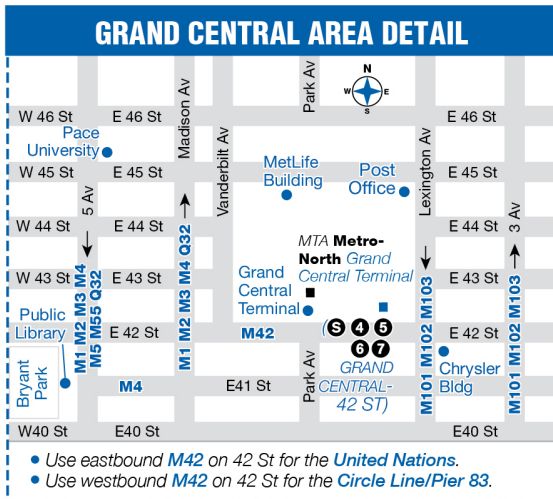 GRAND CENTRAL AREA DETAIL
Park Av
N
W E
S
Madison Av
W 46 St E 46 St E 46 St
Pace
University
Vanderbilt Av
MetLife
Building
Post
Office
Lexington Av
W 45 St E 45 St E 45 St
5 Av
3 Av
W 44 St E 44 St E 44 St
MTA Metro-
North Grand
Central Terminal
W 43 St E 43 St E 43 St
Grand
Central
Terminal
M1 M2 M3 M4
M5 M55 Q32
M1 M2 M3 M4 Q32
M101 M102 M103
M101 M102 M103
Public
Library
E 42 St M42 E 42 St
(S 4 5
6 7
GRAND
CENTRAL-
42 ST)
Chrysler
Bldg
Bryant
Park
M4 E41 St
Park Av
W40 St E40 St E40 St
• Use eastbound M42 on 42 St for the United Nations.
• Use westbound M42 on 42 St for the Circle Line/Pier 83.